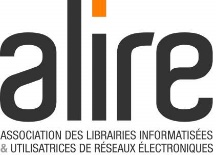 alire
ASSOCIATION DES LIBRAIRIES INFORMATISÉES
& UTILISATRICES DE RÉSEAUX ÉLECTRONIQUES